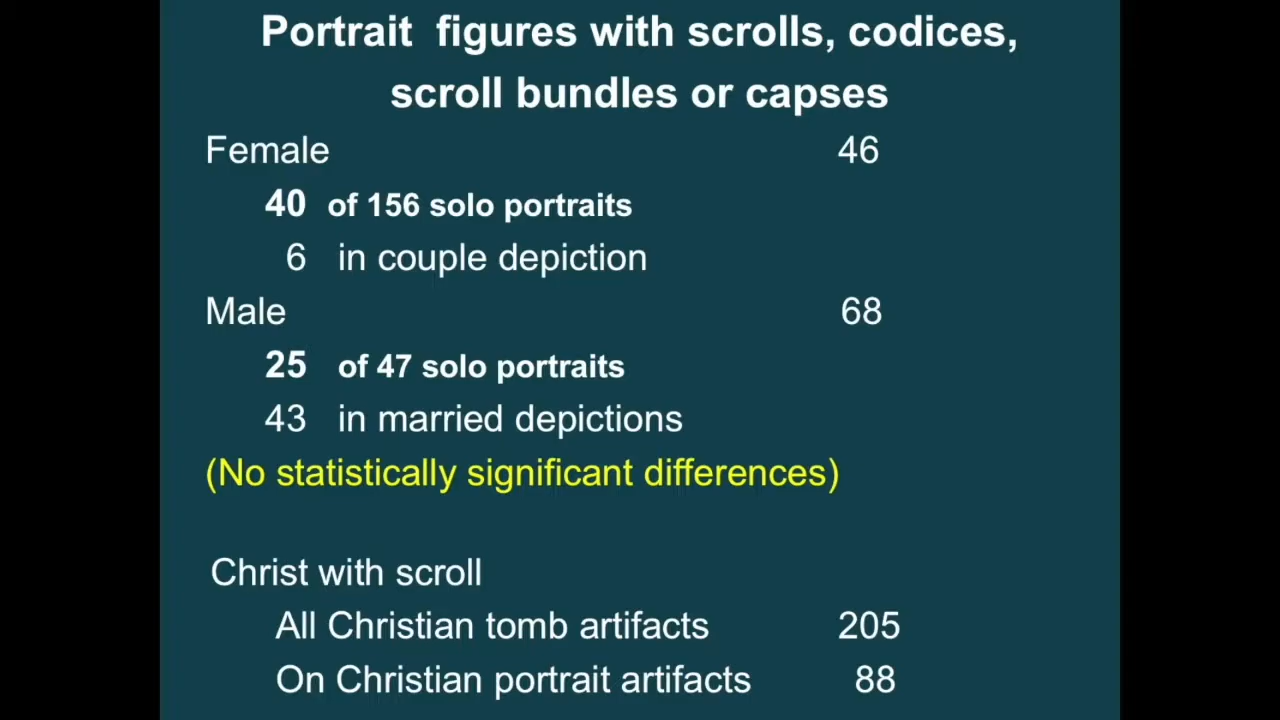 Portrait figures with scrolls, codices,
scroll bundles or capses
Female 46
40 of 156 solo portraits
6 in couple depiction
Male 68
25 of 47 solo portraits
43 in married depictions
(No statistically significant differences)
Christ with scroll
All Christian tomb artifacts 205
On Christian portrait artifacts 88